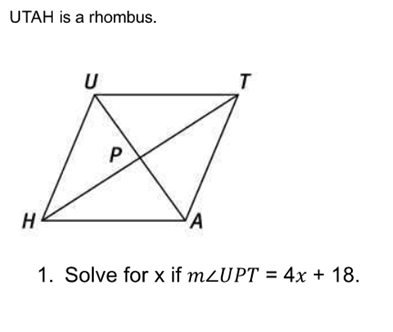 UTAH is a rhombus.
U T
P
H A
1. Solve for x if m∠UPT = 4x + 18.